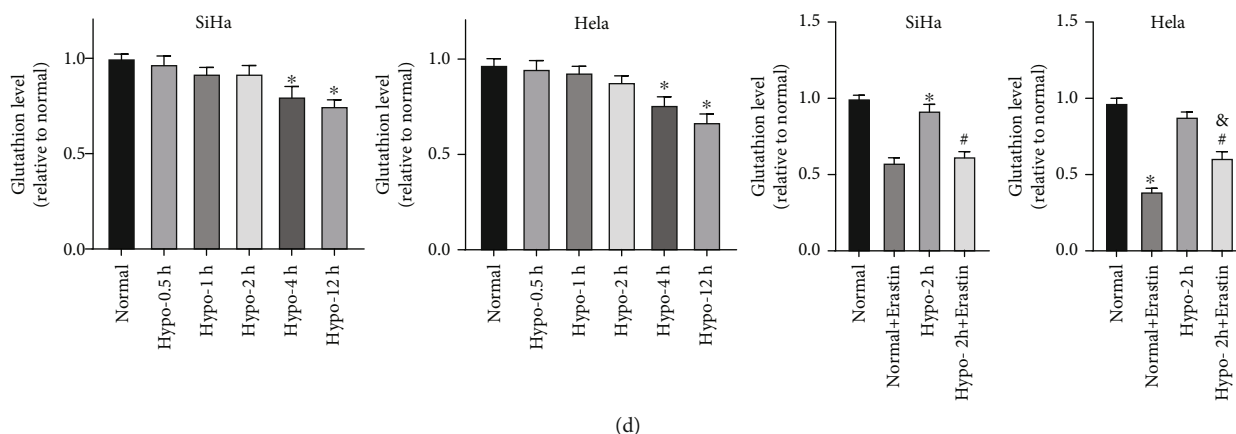 SiHa
Glutathion level
(relative to normal)
1.0
0.5
0.0
*
*
Normal
Hypo-0.5 h
Hypo-1 h
Hypo-2 h
Hypo-4 h
Hypo-12 h
Hela
Glutathion level
(relative to normal)
1.0
0.5
0.0
*
*
Normal
Hypo-0.5 h
Hypo-1 h
Hypo-2 h
Hypo-4 h
Hypo-12 h
SiHa
Glutathion level
(relative to normal)
1.5
1.0
0.5
0.0
*
#
Normal
Normal+Erastin
Hypo-2 h
Hypo- 2h+Erastin
Hela
Glutathion level
(relative to normal)
1.5
1.0
0.5
0.0
*
&
#
Normal
Normal+Erastin
Hypo-2 h
Hypo- 2h+Erastin
(d)